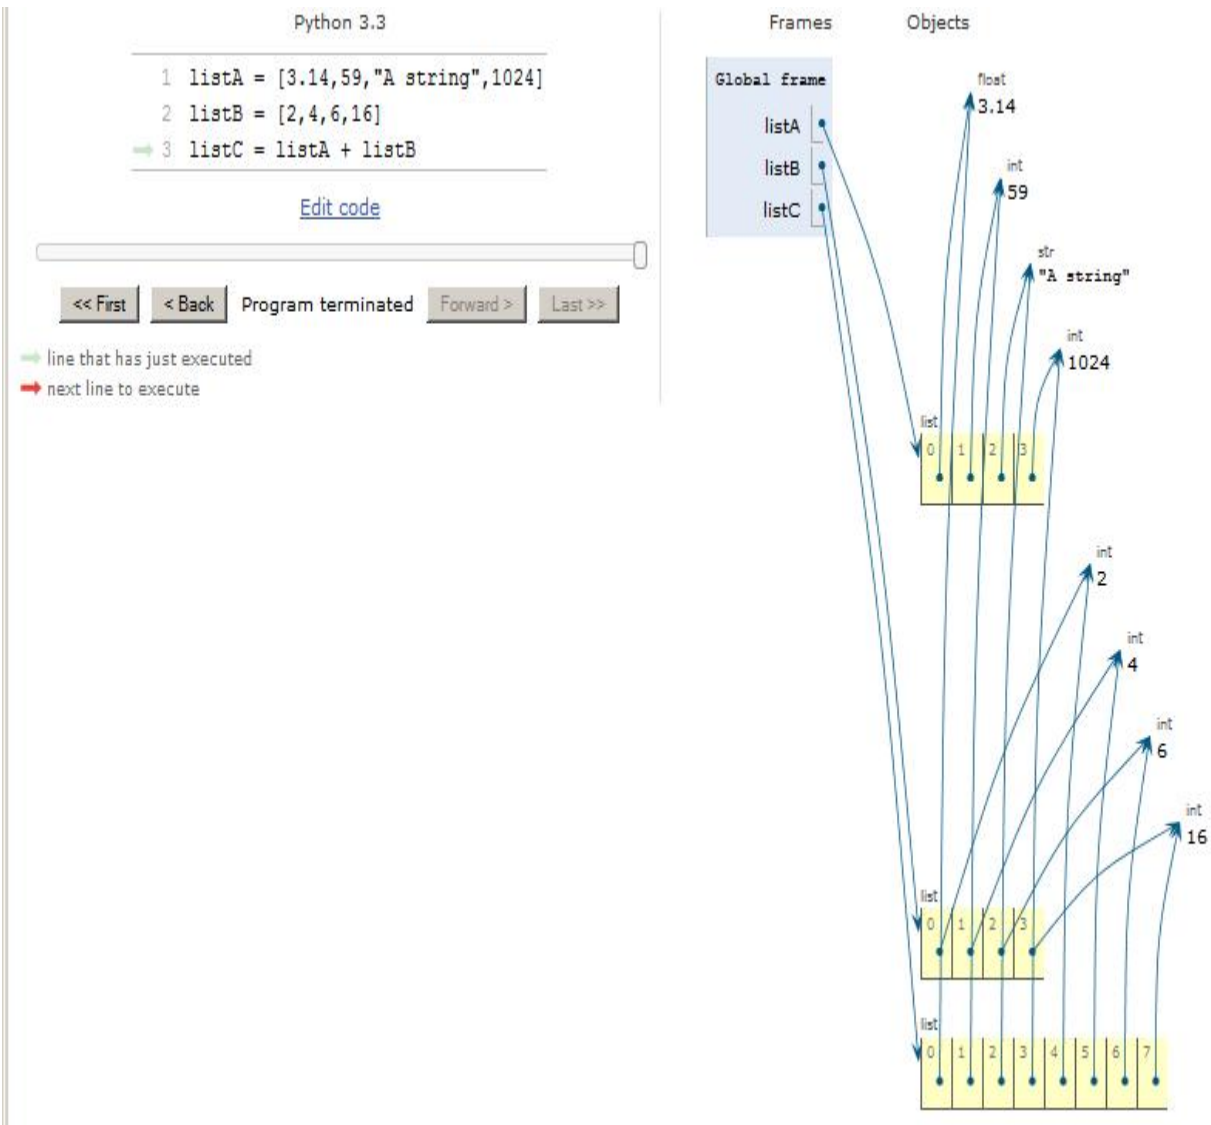 Python 3.3
1 listA = [3.14,59,"A string",1024]
2 listB = [2,4,6,16]
3 listC = listA + listB
Edit code
<< First < Back Program terminated Forward > Last >>
line that has just executed
next line to execute
Frames Objects
Global frame
listA
listB
listC
float
3.14
int
59
str
"A string"
int
1024
list
0 1 2 3
int
2
int
4
int
6
int
16
list
0 1 2 3
list
0 1 2 3 4 5 6 7